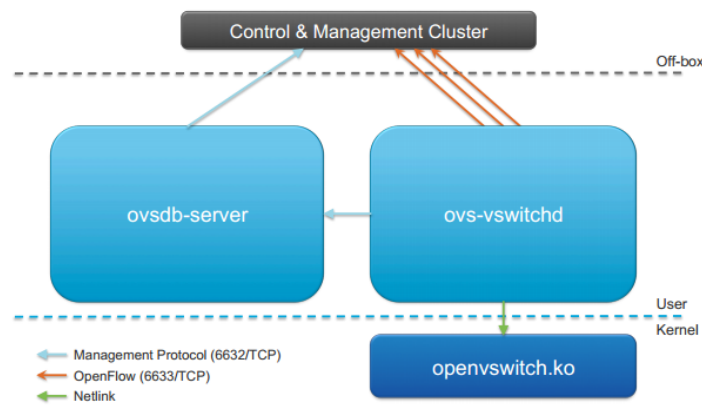 Control & Management Cluster
Off-box
ovsdb-server
ovs-vswitchd
User
Kernel
Management Protocol (6632/TCP)
OpenFlow (6633/TCP)
Netlink
openvswitch.ko